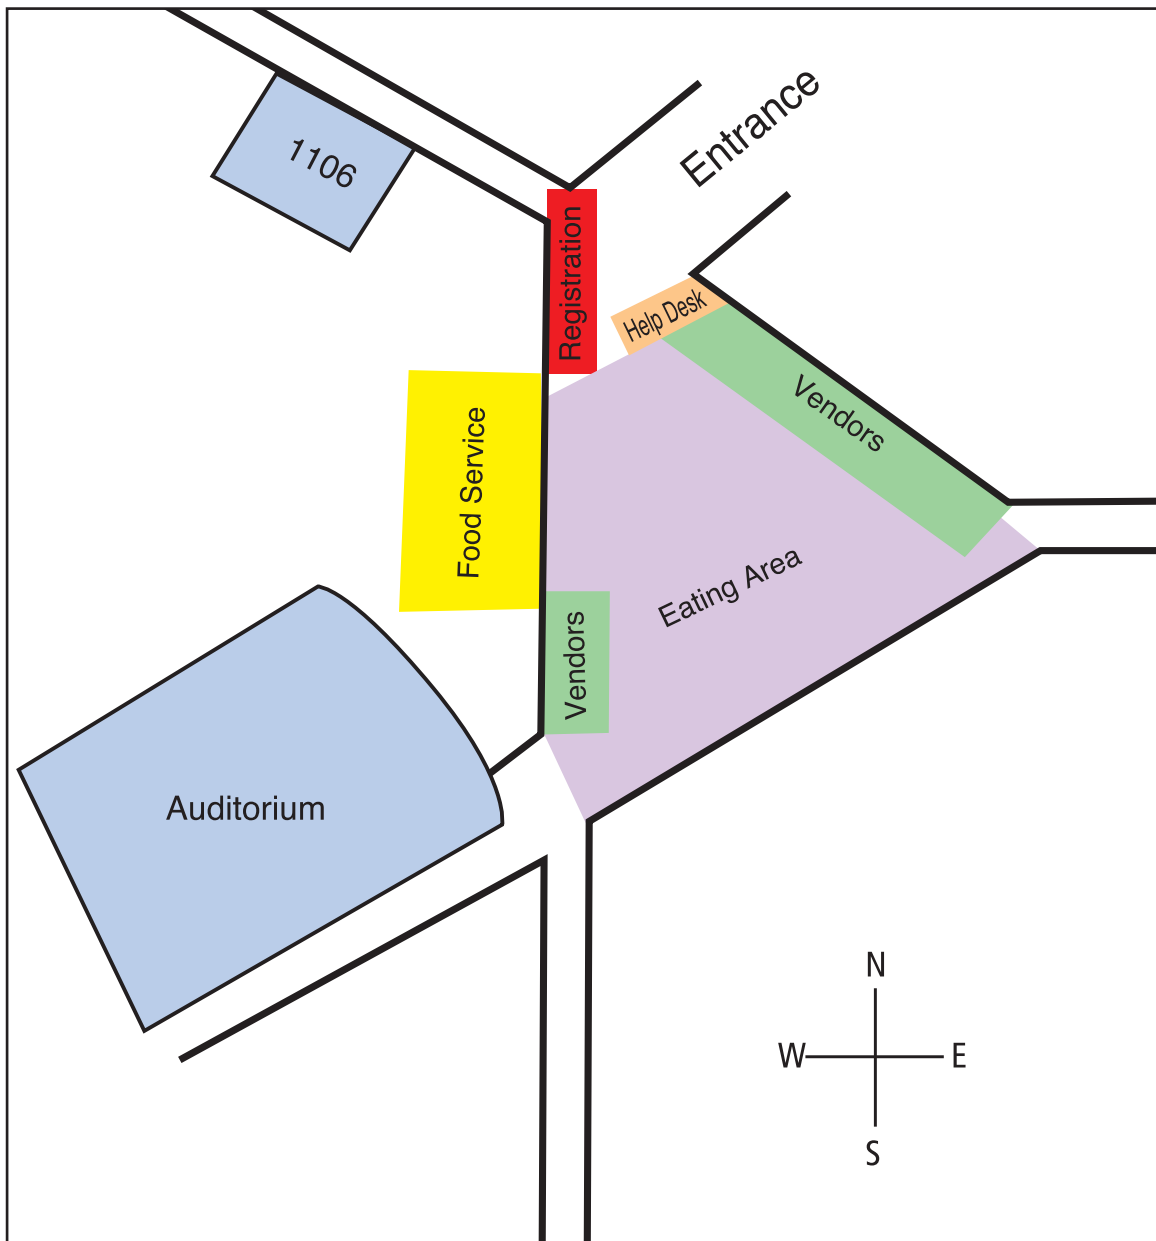 Entrance
1106
Registration
Help Desk
Vendors
Food Service
Eating Area
Vendors
Auditorium
N
W
E
S